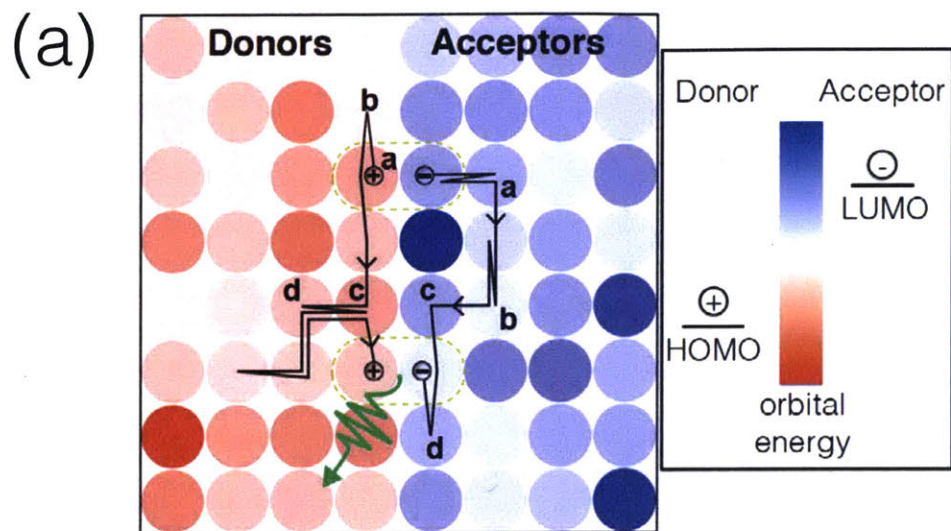 (a)
Donors Acceptors
b
a
a
d c c
b
d
Donor Acceptor
LUMO
HOMO
orbital
energy